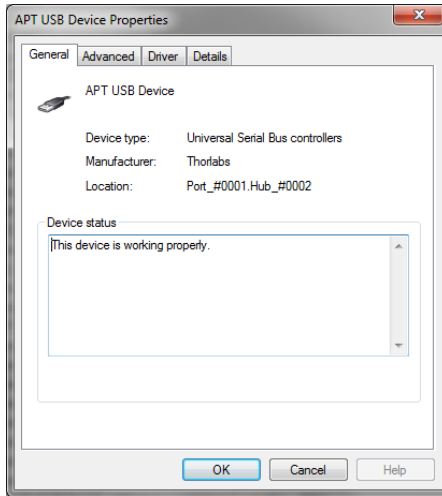 APT USB Device Properties
General Advanced Driver Details
APT USB Device
Device type: Universal Serial Bus controllers
Manufacturer: Thorlabs
Location: Port_#0001.Hub_#0002
Device status
This device is working properly.
OK Cancel Help